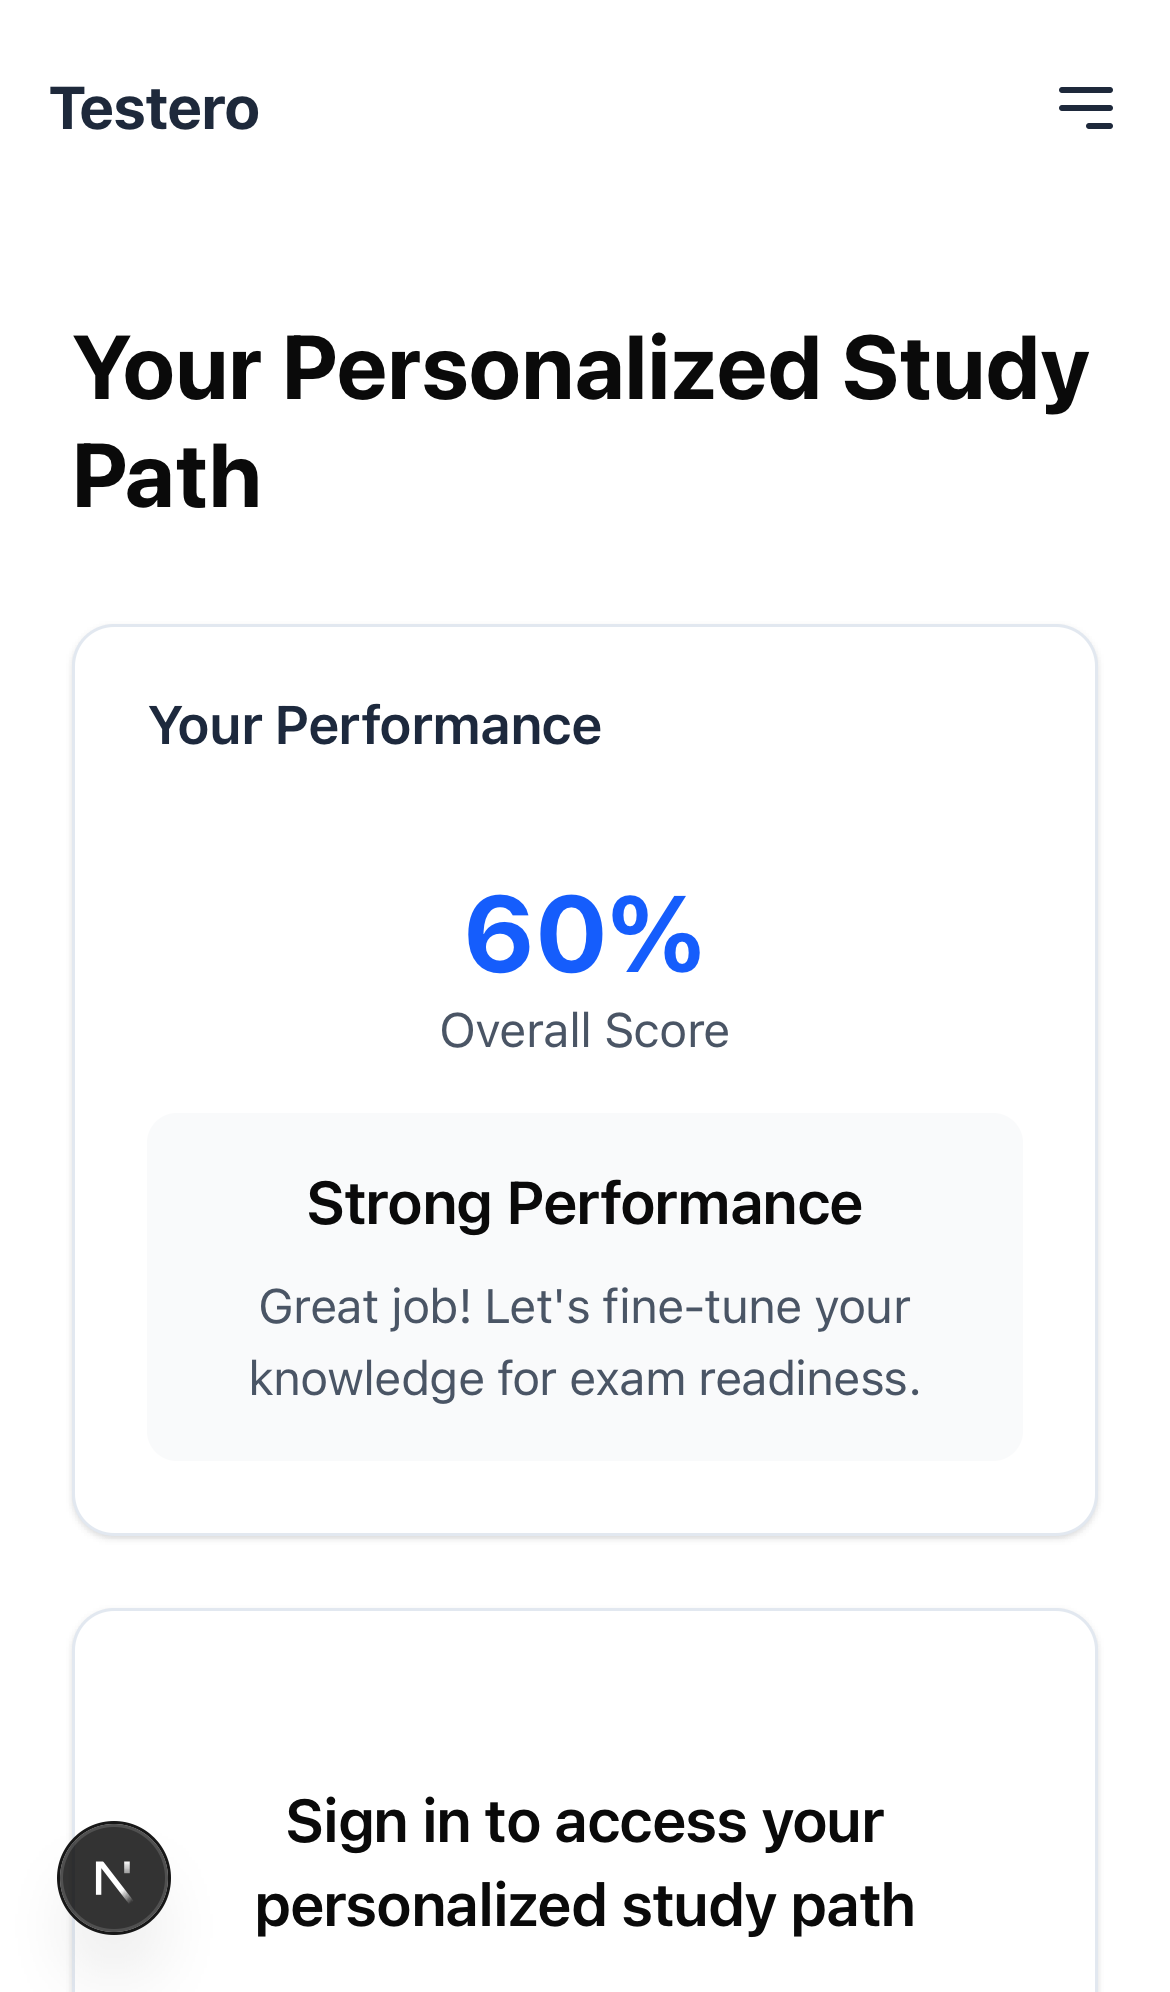 Testero
Your Personalized Study
Path
Your Performance
60%
Overall Score
Strong Performance
Great job! Let's fine-tune your
knowledge for exam readiness.
Sign in to access your
personalized study path
N